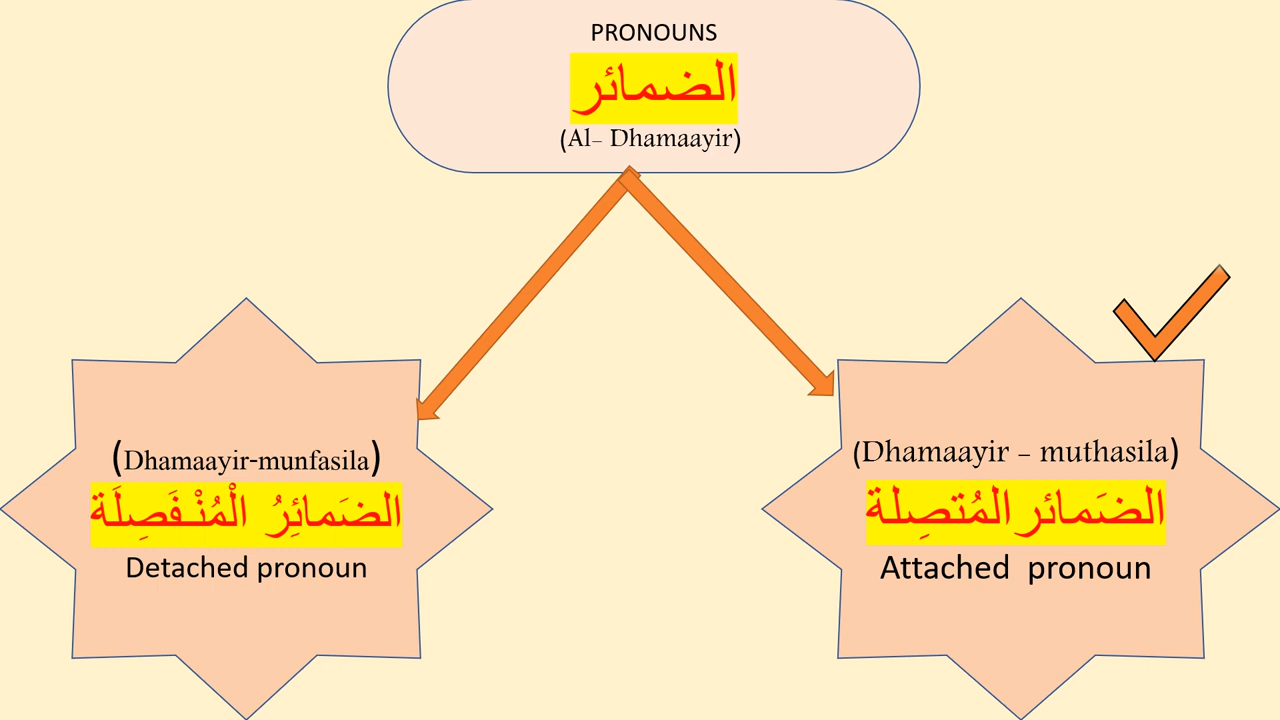 PRONOUNS
الضمائر
(Al- Dhamaayir)
(Dhamaayir-munfasila)
الضَمائِرُ الْمُنْـفَصِلَة
Detached pronoun
(Dhamaayir – muthasila)
الضَمائر المُتصِلة
Attached pronoun